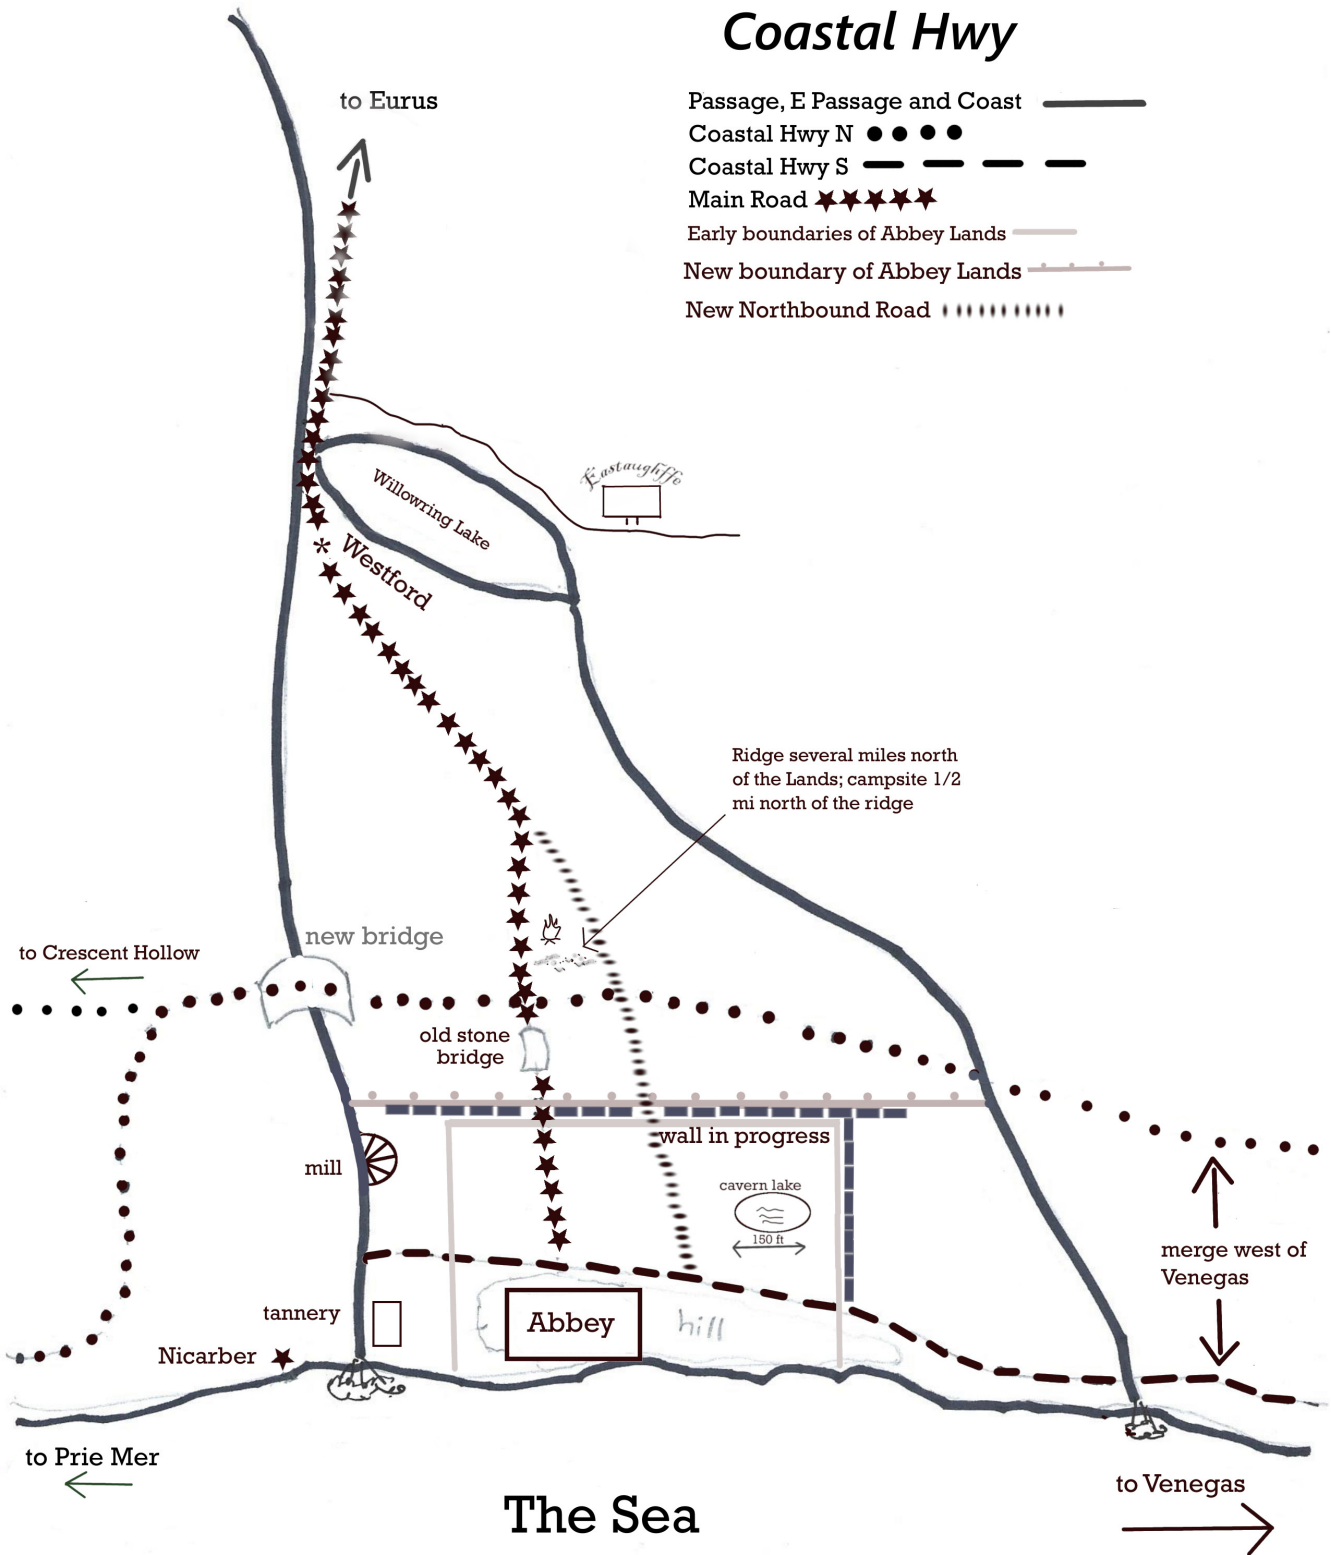 Coastal Hwy
Passage, E Passage and Coast
Coastal Hwy N
Coastal Hwy S
Main Road
Early boundaries of Abbey Lands
New boundary of Abbey Lands
New Northbound Road
to Eurus
Eastaughffe
Willowring Lake
* Westford
Ridge several miles north
of the Lands; campsite 1/2
mi north of the ridge
new bridge
to Crescent Hollow
old stone
bridge
wall in progress
mill
cavern lake
150 ft
merge west of
Venegas
tannery
Abbey
hill
Nicarber
to Prie Mer
to Venegas
The Sea